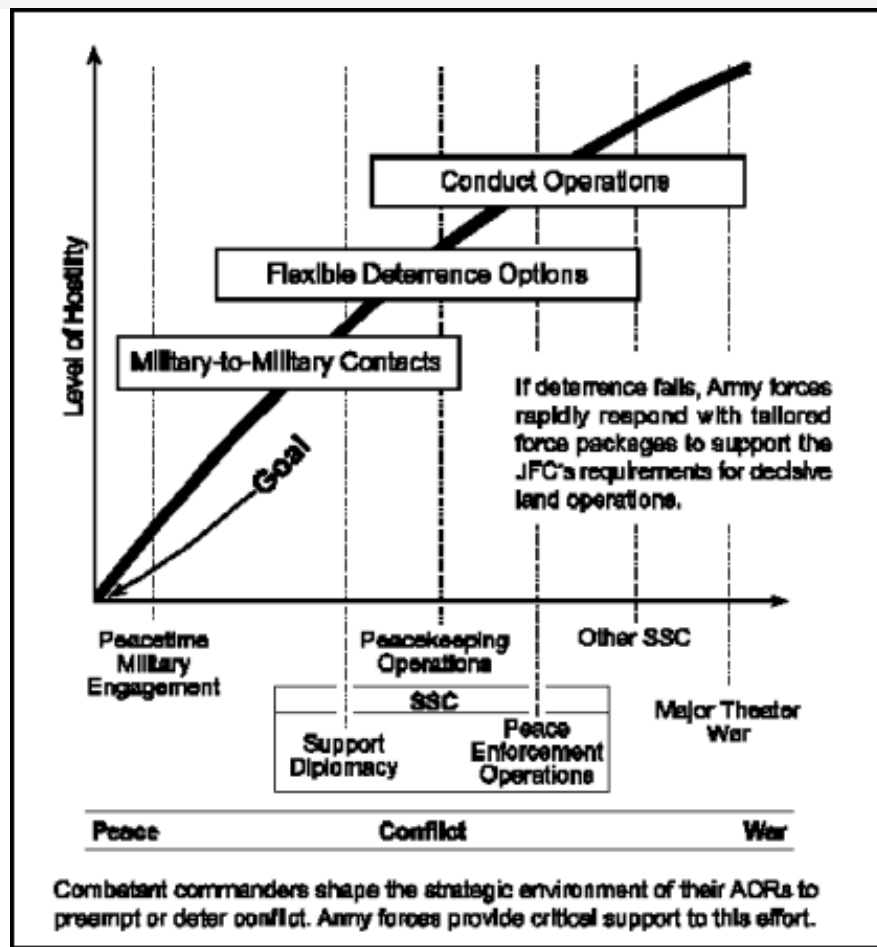 Level of Hostility
Conduct Operations
Flexible Deterrence Options
Military-to-Military Contacts
If deterrence fails, Army forces
rapidly respond with tailored
force packages to support the
JFC's requirements for decisive
land operations.
Goal
Peacetime
Military
Engagement
Peacekeeping
Operations
Other SSC
SSC
Support
Diplomacy
Peace
Enforcement
Operations
Major Theater
War
Peace Conflict War
Combatant commanders shape the strategic environment of their AORs to
preempt or deter conflict. Army forces provide critical support to this effort.